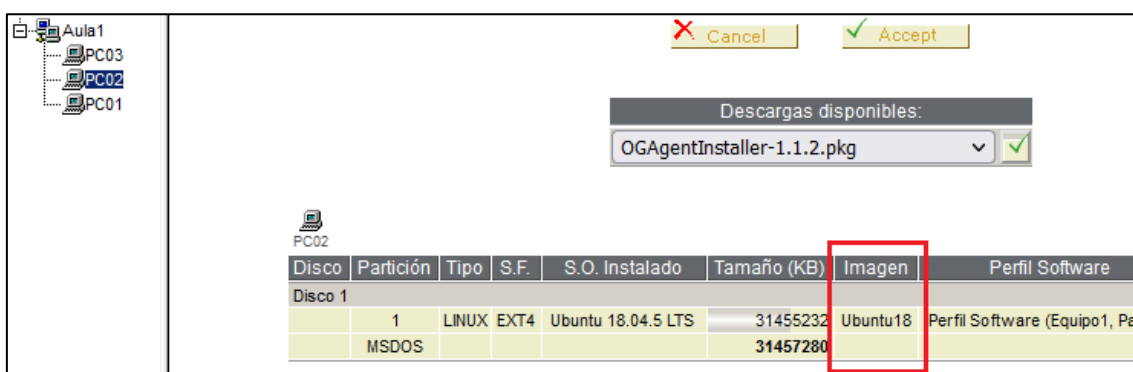 Aula1
PC03
PC02
PC01
Cancel Accept
Descargas disponibles:
OGAgentInstaller-1.1.2.pkg
PC02
Disco Partición Tipo S.F. S.O. Instalado Tamaño (KB) Imagen Perfil Software
Disco 1
1 LINUX EXT4 Ubuntu 18.04.5 LTS 31455232 Ubuntu18 Perfil Software (Equipo1, Pa
MSDOS 31457280